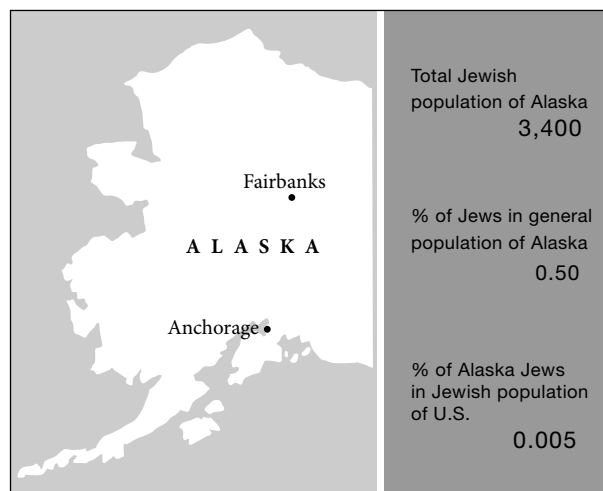 Fairbanks
A L A S K A
Anchorage
Total Jewish
population of Alaska
3,400
% of Jews in general
population of Alaska
0.50
% of Alaska Jews
in Jewish population
of U.S.
0.005